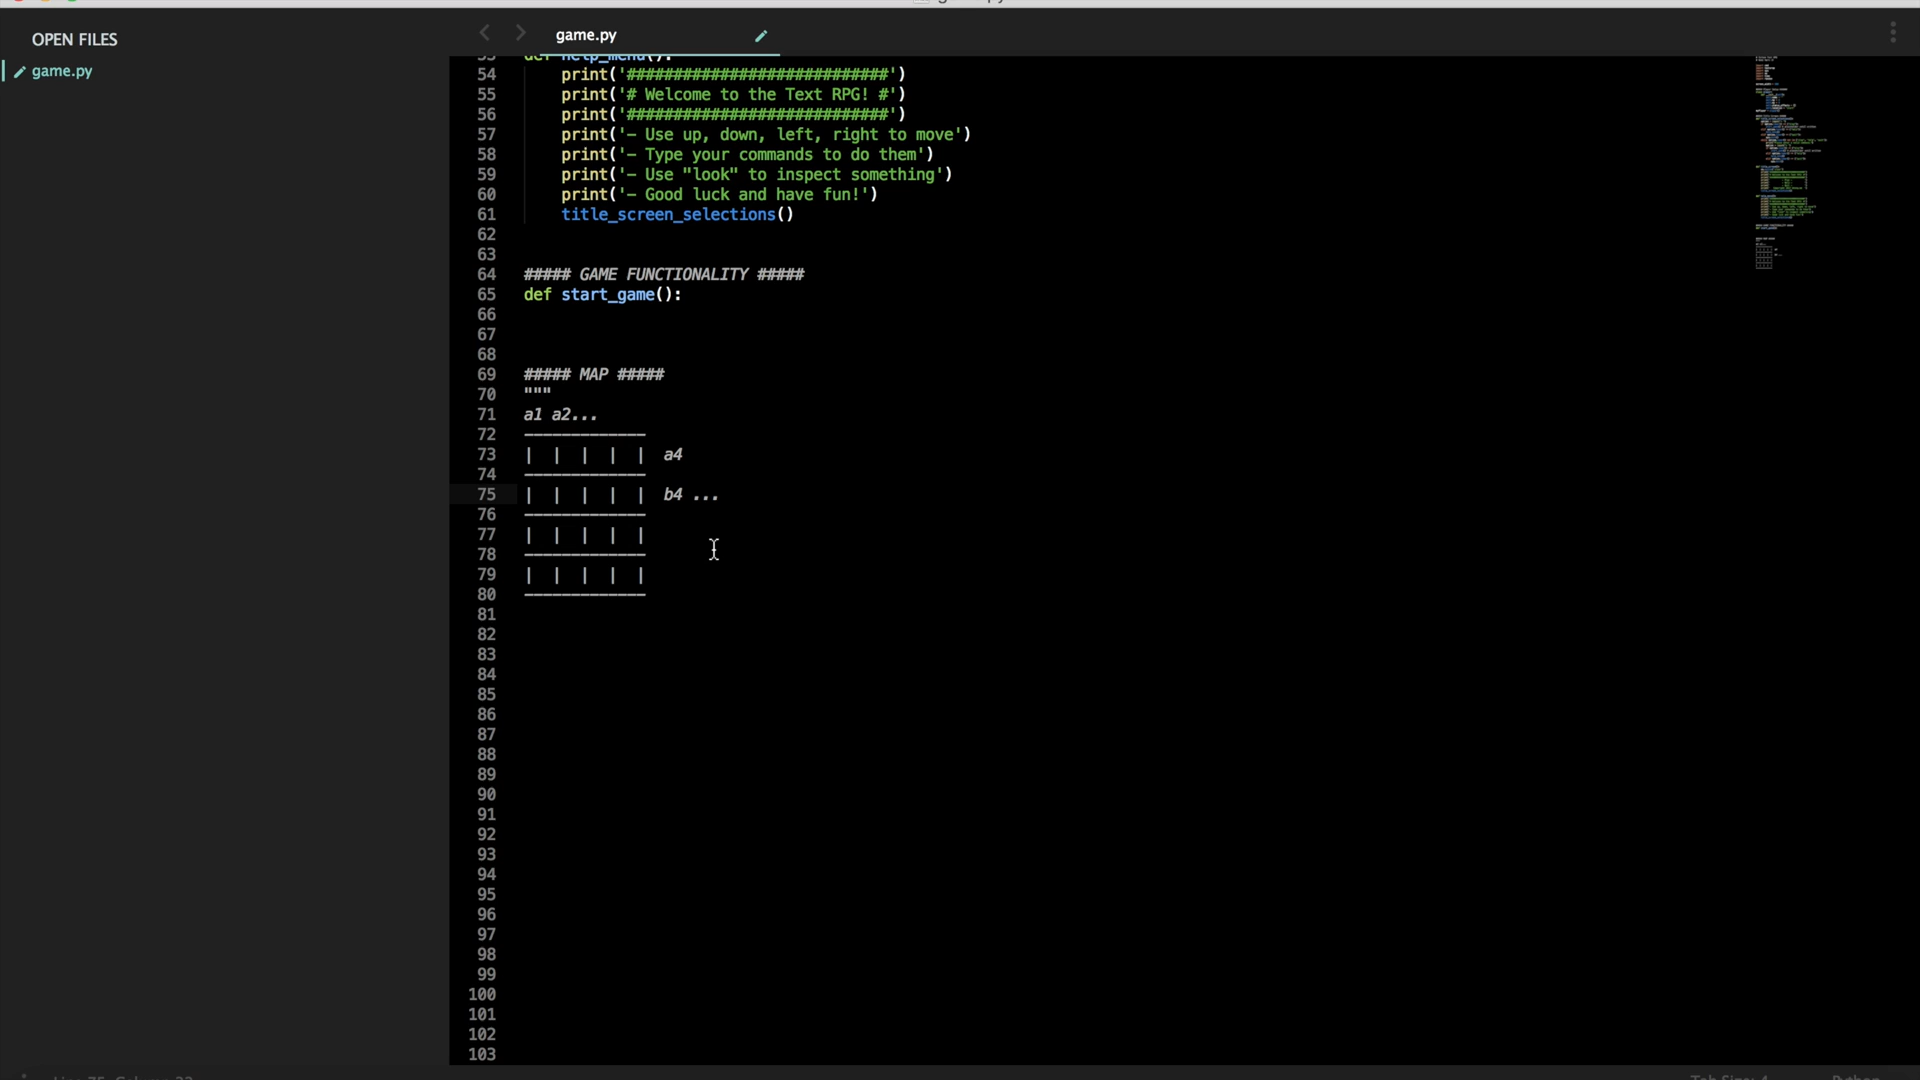 OPEN FILES
game.py
game.py
53 def help_menu():
54     print('############################')
55     print('# Welcome to the Text RPG! #')
56     print('############################')
57     print('- Use up, down, left, right to move')
58     print('- Type your commands to do them')
59     print('- Use "look" to inspect something')
60     print('- Good luck and have fun!')
61     title_screen_selections()
62
63
64 ##### GAME FUNCTIONALITY #####
65 def start_game():
66
67
68
69 ##### MAP #####
70 """
71 a1 a2...
72 -------------
73 |  |  |  |  |  a4
74 -------------
75 |  |  |  |  |  b4 ...
76 -------------
77 |  |  |  |  |
78 -------------
79 |  |  |  |  |
80 -------------
81
82
83
84
85
86
87
88
89
90
91
92
93
94
95
96
97
98
99
100
101
102
103